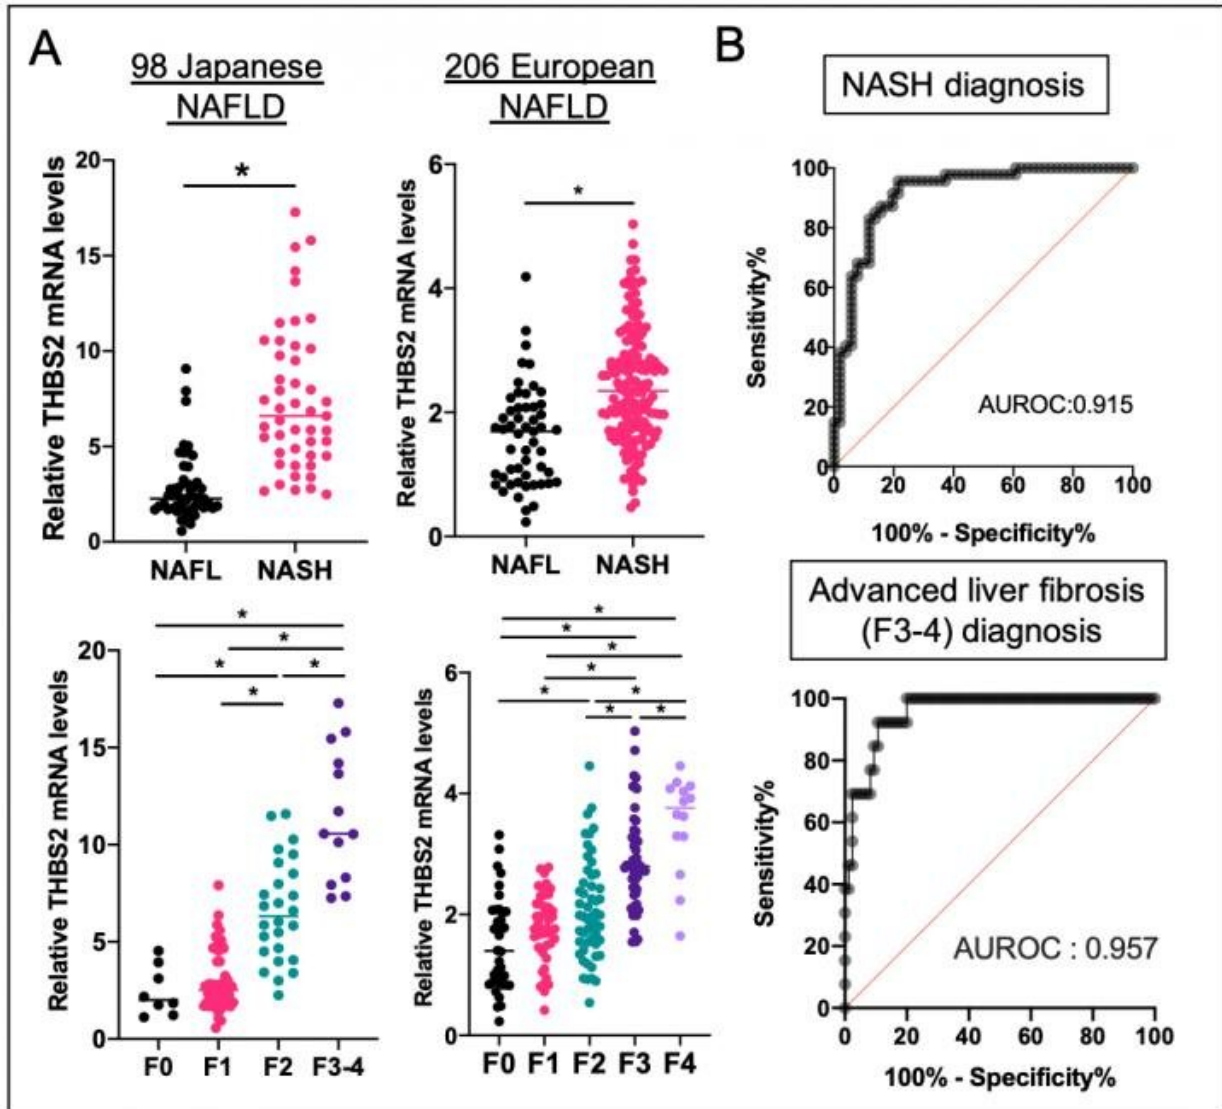 A
98 Japanese
NAFLD
206 European
NAFLD
Relative THBS2 mRNA levels
20
15
10
5
0
*
NAFL
NASH
Relative THBS2 mRNA levels
6
4
2
0
*
NAFL
NASH
Relative THBS2 mRNA levels
20
15
10
5
0
*
*
*
*
*
F0
F1
F2
F3-4
Relative THBS2 mRNA levels
6
4
2
0
*
*
*
*
*
*
*
*
F0
F1
F2
F3
F4
B
NASH diagnosis
Sensitivity%
100
80
60
40
20
0
AUROC:0.915
0
20
40
60
80
100
100% - Specificity%
Advanced liver fibrosis
(F3-4) diagnosis
Sensitivity%
100
80
60
40
20
0
AUROC : 0.957
0
20
40
60
80
100
100% - Specificity%